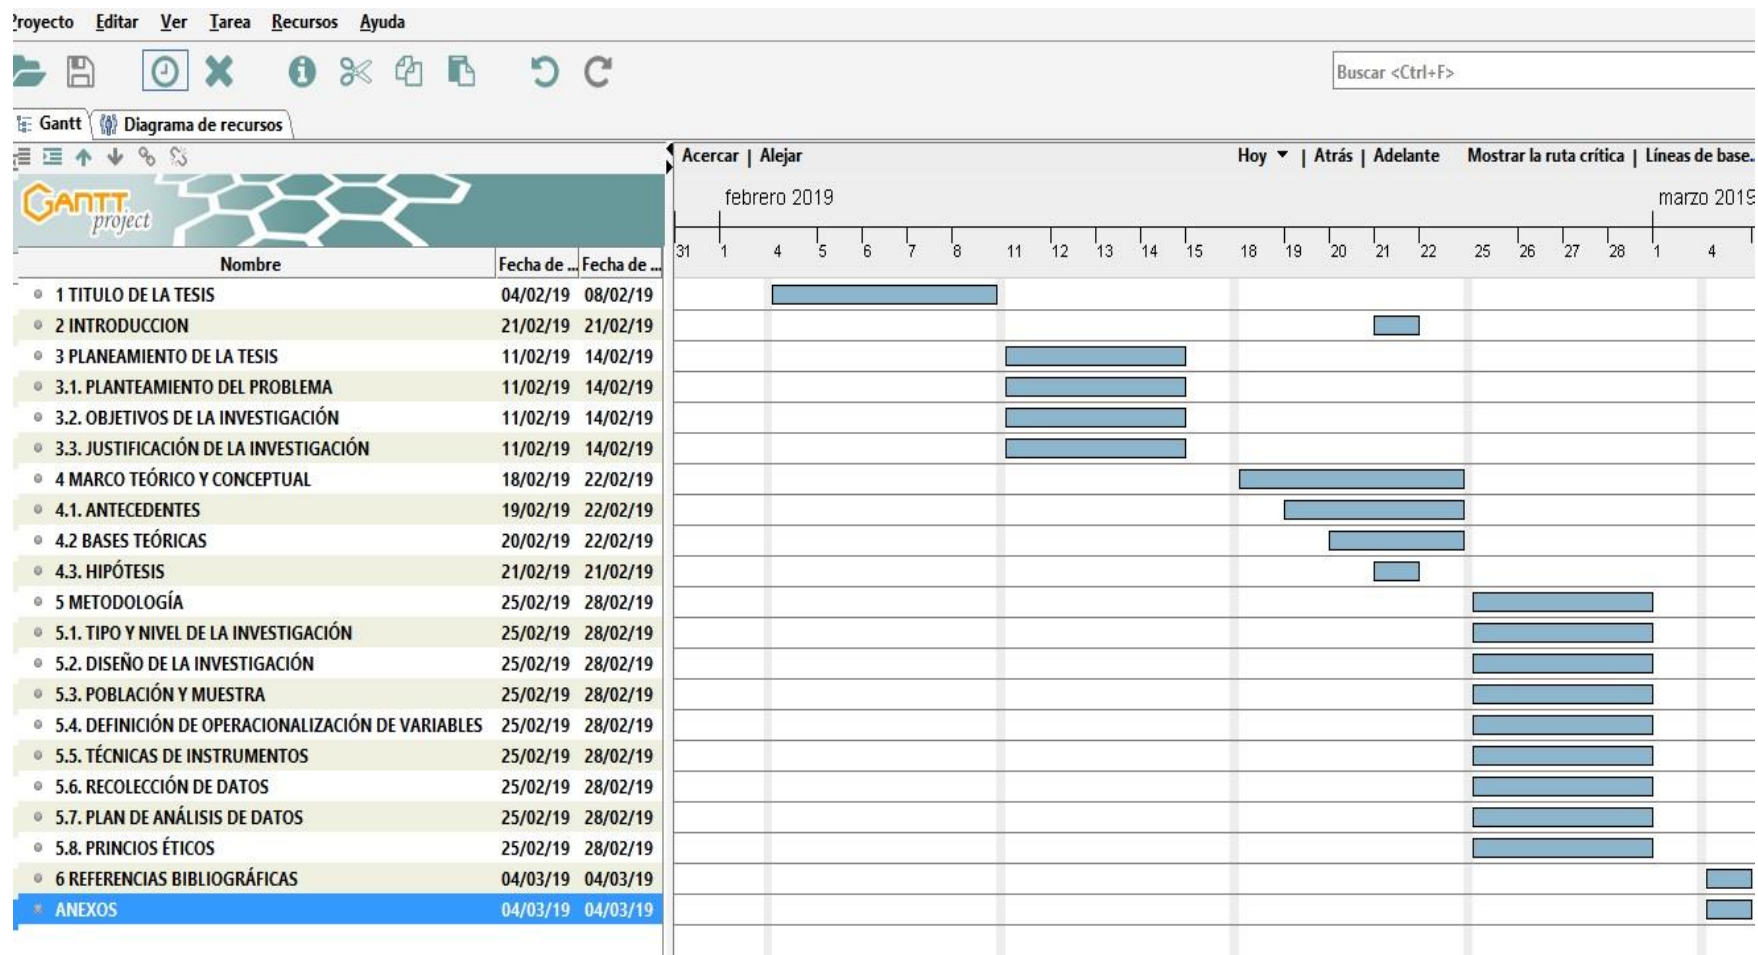 Proyecto Editar Ver Tarea Recursos Ayuda
Buscar <Ctrl+F>
Gantt Diagrama de recursos
Acercar | Alejar Hoy ▼ | Atrás | Adelante Mostrar la ruta crítica | Líneas de base...
GANTT project
febrero 2019 marzo 2019
31 1 4 5 6 7 8 11 12 13 14 15 18 19 20 21 22 25 26 27 28 1 4
Nombre Fecha de ... Fecha de ...
1 TITULO DE LA TESIS 04/02/19 08/02/19
2 INTRODUCCION 21/02/19 21/02/19
3 PLANEAMIENTO DE LA TESIS 11/02/19 14/02/19
3.1. PLANTEAMIENTO DEL PROBLEMA 11/02/19 14/02/19
3.2. OBJETIVOS DE LA INVESTIGACIÓN 11/02/19 14/02/19
3.3. JUSTIFICACIÓN DE LA INVESTIGACIÓN 11/02/19 14/02/19
4 MARCO TEÓRICO Y CONCEPTUAL 18/02/19 22/02/19
4.1. ANTECEDENTES 19/02/19 22/02/19
4.2 BASES TEÓRICAS 20/02/19 22/02/19
4.3. HIPÓTESIS 21/02/19 21/02/19
5 METODOLOGÍA 25/02/19 28/02/19
5.1. TIPO Y NIVEL DE LA INVESTIGACIÓN 25/02/19 28/02/19
5.2. DISEÑO DE LA INVESTIGACIÓN 25/02/19 28/02/19
5.3. POBLACIÓN Y MUESTRA 25/02/19 28/02/19
5.4. DEFINICIÓN DE OPERACIONALIZACIÓN DE VARIABLES 25/02/19 28/02/19
5.5. TÉCNICAS DE INSTRUMENTOS 25/02/19 28/02/19
5.6. RECOLECCIÓN DE DATOS 25/02/19 28/02/19
5.7. PLAN DE ANÁLISIS DE DATOS 25/02/19 28/02/19
5.8. PRINCIOS ÉTICOS 25/02/19 28/02/19
6 REFERENCIAS BIBLIOGRÁFICAS 04/03/19 04/03/19
ANEXOS 04/03/19 04/03/19